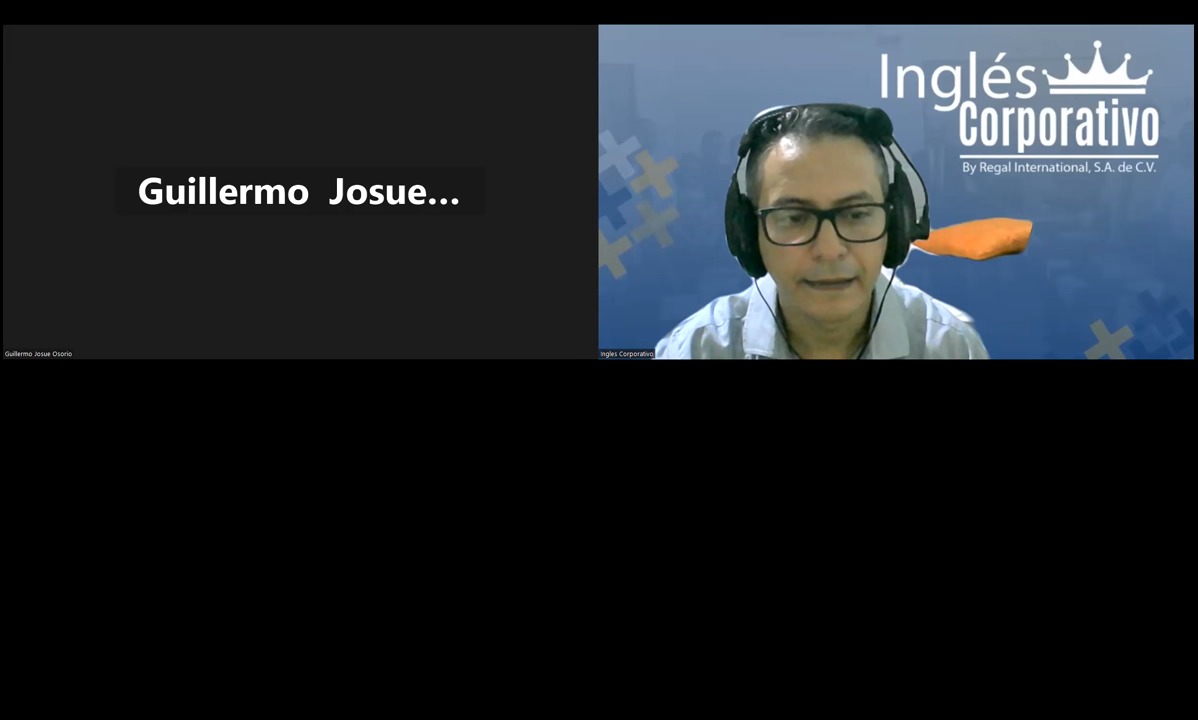 Guillermo Josue...
Guillermo Josue Osorio
Inglés
Corporativo
By Regal International, S.A. de C.V.
Ingles Corporativo